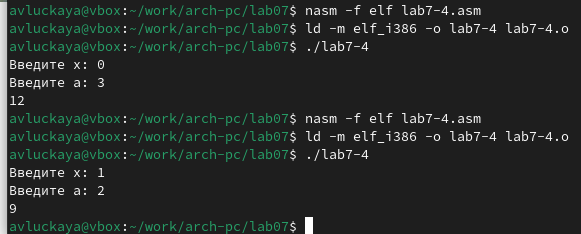 avluckaya@vbox:~/work/arch-pc/lab07$ nasm -f elf lab7-4.asm
avluckaya@vbox:~/work/arch-pc/lab07$ ld -m elf_i386 -o lab7-4 lab7-4.o
avluckaya@vbox:~/work/arch-pc/lab07$ ./lab7-4
Введите x: 0
Введите a: 3
12
avluckaya@vbox:~/work/arch-pc/lab07$ nasm -f elf lab7-4.asm
avluckaya@vbox:~/work/arch-pc/lab07$ ld -m elf_i386 -o lab7-4 lab7-4.o
avluckaya@vbox:~/work/arch-pc/lab07$ ./lab7-4
Введите x: 1
Введите a: 2
9
avluckaya@vbox:~/work/arch-pc/lab07$